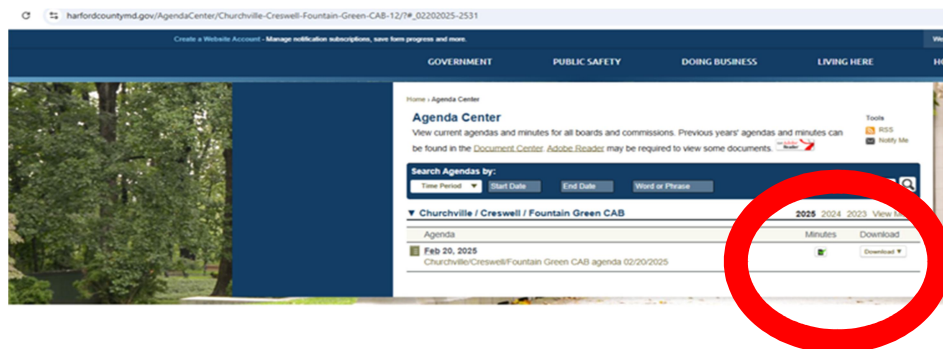 harfordcountymd.gov/AgendaCenter/Churchville-Creswell-Fountain-Green-CAB-12/?#_02202025-2531
Create a Website Account - Manage notification subscriptions, save form progress and more.
GOVERNMENT PUBLIC SAFETY DOING BUSINESS LIVING HERE
Home › Agenda Center
Agenda Center
View current agendas and minutes for all boards and commissions. Previous years' agendas and minutes can
be found in the Document Center. Adobe Reader may be required to view some documents.
Tools
RSS
Notify Me
Search Agendas by:
Time Period ▼ Start Date End Date Word or Phrase
▼ Churchville / Creswell / Fountain Green CAB 2025 2024 2023 View
Agenda Minutes Download
Feb 20, 2025 Download ▼
Churchville/Creswell/Fountain Green CAB agenda 02/20/2025